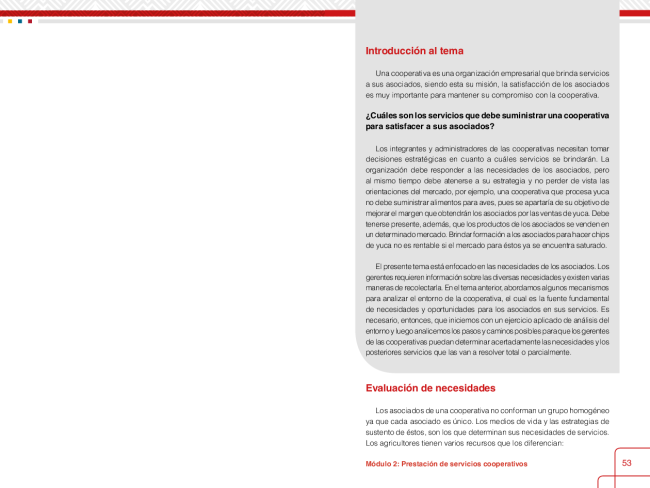 Introducción al tema
Una cooperativa es una organización empresarial que brinda servicios
a sus asociados, siendo esta su misión, la satisfacción de los asociados
es muy importante para mantener su compromiso con la cooperativa.
¿Cuáles son los servicios que debe suministrar una cooperativa
para satisfacer a sus asociados?
Los integrantes y administradores de las cooperativas necesitan tomar
decisiones estratégicas en cuanto a cuáles servicios se brindarán. La
organización debe responder a las necesidades de los asociados, pero
al mismo tiempo debe atenerse a su estrategia y no perder de vista las
orientaciones del mercado, por ejemplo, una cooperativa que procesa yuca
no debe suministrar alimentos para aves, pues se apartaría de su objetivo de
mejorar el margen que obtendrán los asociados por las ventas de yuca. Debe
tenerse presente, además, que los productos de los asociados se venden en
un determinado mercado. Brindar formación a los asociados para hacer chips
de yuca no es rentable si el mercado para éstos ya se encuentra saturado.
El presente tema está enfocado en las necesidades de los asociados. Los
gerentes requieren información sobre las diversas necesidades y existen varias
maneras de recolectarla. En el tema anterior, abordamos algunos mecanismos
para analizar el entorno de la cooperativa, el cual es la fuente fundamental
de necesidades y oportunidades para los asociados en sus servicios. Es
necesario, entonces, que iniciemos con un ejercicio aplicado de análisis del
entorno y luego analicemos los pasos y caminos posibles para que los gerentes
de las cooperativas puedan determinar acertadamente las necesidades y los
posteriores servicios que las van a resolver total o parcialmente.
Evaluación de necesidades
Los asociados de una cooperativa no conforman un grupo homogéneo
ya que cada asociado es único. Los medios de vida y las estrategias de
sustento de éstos, son los que determinan sus necesidades de servicios.
Los agricultores tienen varios recursos que los diferencian:
Módulo 2: Prestación de servicios cooperativos
53